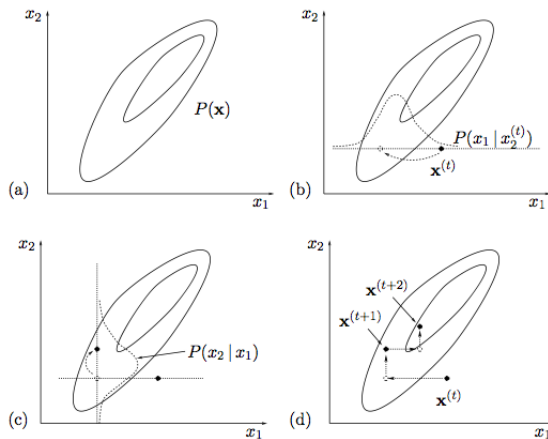 x₂
P(x)
(a)
x₁
x₂
P(x₁ | x₂⁽ᵗ⁾)
x⁽ᵗ⁾
(b)
x₁
x₂
P(x₂ | x₁)
(c)
x₁
x₂
x⁽ᵗ⁺²⁾
x⁽ᵗ⁺¹⁾
x⁽ᵗ⁾
(d)
x₁